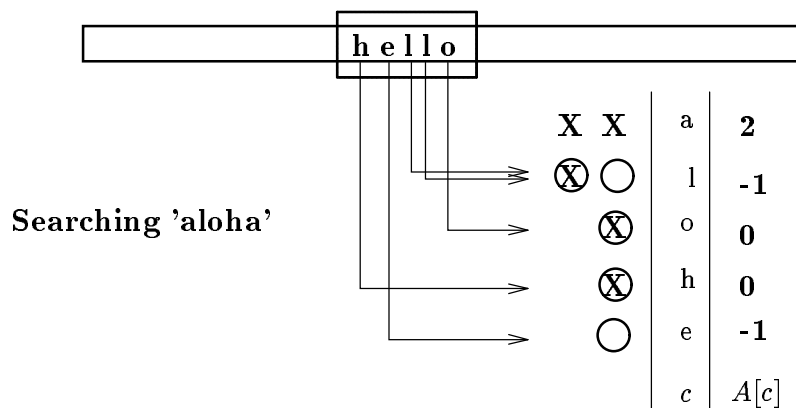 hello
X X a 2
X l -1
Searching 'aloha'
X o 0
X h 0
e -1
c A[c]